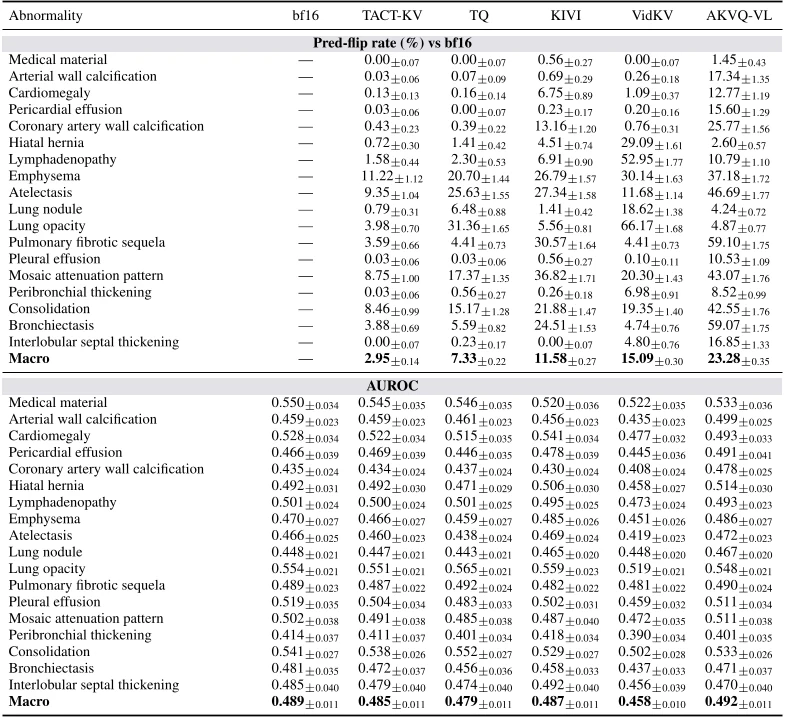 Abnormality bf16 TACT-KV TQ KIVI VidKV AKVQ-VL
Pred-flip rate (%) vs bf16
Medical material — 0.00±0.07 0.00±0.07 0.56±0.27 0.00±0.07 1.45±0.43
Arterial wall calcification — 0.03±0.06 0.07±0.09 0.69±0.29 0.26±0.18 17.34±1.35
Cardiomegaly — 0.13±0.13 0.16±0.14 6.75±0.89 1.09±0.37 12.77±1.19
Pericardial effusion — 0.03±0.06 0.00±0.07 0.23±0.17 0.20±0.16 15.60±1.29
Coronary artery wall calcification — 0.43±0.23 0.39±0.22 13.16±1.20 0.76±0.31 25.77±1.56
Hiatal hernia — 0.72±0.30 1.41±0.42 4.51±0.74 29.09±1.61 2.60±0.57
Lymphadenopathy — 1.58±0.44 2.30±0.53 6.91±0.90 52.95±1.77 10.79±1.10
Emphysema — 11.22±1.12 20.70±1.44 26.79±1.57 30.14±1.63 37.18±1.72
Atelectasis — 9.35±1.04 25.63±1.55 27.34±1.58 11.68±1.14 46.69±1.77
Lung nodule — 0.79±0.31 6.48±0.88 1.41±0.42 18.62±1.38 4.24±0.72
Lung opacity — 3.98±0.70 31.36±1.65 5.56±0.81 66.17±1.68 4.87±0.77
Pulmonary fibrotic sequela — 3.59±0.66 4.41±0.73 30.57±1.64 4.41±0.73 59.10±1.75
Pleural effusion — 0.03±0.06 0.03±0.06 0.56±0.27 0.10±0.11 10.53±1.09
Mosaic attenuation pattern — 8.75±1.00 17.37±1.35 36.82±1.71 20.30±1.43 43.07±1.76
Peribronchial thickening — 0.03±0.06 0.56±0.27 0.26±0.18 6.98±0.91 8.52±0.99
Consolidation — 8.46±0.99 15.17±1.28 21.88±1.47 19.35±1.40 42.55±1.76
Bronchiectasis — 3.88±0.69 5.59±0.82 24.51±1.53 4.74±0.76 59.07±1.75
Interlobular septal thickening — 0.00±0.07 0.23±0.17 0.00±0.07 4.80±0.76 16.85±1.33
Macro — 2.95±0.14 7.33±0.22 11.58±0.27 15.09±0.30 23.28±0.35
AUROC
Medical material 0.550±0.034 0.545±0.035 0.546±0.035 0.520±0.036 0.522±0.035 0.533±0.036
Arterial wall calcification 0.459±0.023 0.459±0.023 0.461±0.023 0.456±0.023 0.435±0.023 0.499±0.025
Cardiomegaly 0.528±0.034 0.522±0.034 0.515±0.035 0.541±0.034 0.477±0.032 0.493±0.033
Pericardial effusion 0.466±0.039 0.469±0.039 0.446±0.035 0.478±0.039 0.445±0.036 0.491±0.041
Coronary artery wall calcification 0.435±0.024 0.434±0.024 0.437±0.024 0.430±0.024 0.408±0.024 0.478±0.025
Hiatal hernia 0.492±0.031 0.492±0.030 0.471±0.029 0.506±0.030 0.458±0.027 0.514±0.030
Lymphadenopathy 0.501±0.024 0.500±0.024 0.501±0.025 0.495±0.025 0.473±0.024 0.493±0.023
Emphysema 0.470±0.027 0.466±0.027 0.459±0.027 0.485±0.026 0.451±0.026 0.486±0.027
Atelectasis 0.466±0.025 0.460±0.023 0.438±0.024 0.469±0.024 0.419±0.023 0.472±0.023
Lung nodule 0.448±0.021 0.447±0.021 0.443±0.021 0.465±0.020 0.448±0.020 0.467±0.020
Lung opacity 0.554±0.021 0.551±0.021 0.565±0.021 0.559±0.023 0.519±0.021 0.548±0.021
Pulmonary fibrotic sequela 0.489±0.023 0.487±0.022 0.492±0.024 0.482±0.022 0.481±0.022 0.490±0.024
Pleural effusion 0.519±0.035 0.504±0.034 0.483±0.033 0.502±0.031 0.459±0.032 0.511±0.034
Mosaic attenuation pattern 0.502±0.038 0.491±0.038 0.485±0.038 0.487±0.040 0.472±0.035 0.511±0.038
Peribronchial thickening 0.414±0.037 0.411±0.037 0.401±0.034 0.418±0.034 0.390±0.034 0.401±0.035
Consolidation 0.541±0.027 0.538±0.026 0.552±0.027 0.529±0.027 0.502±0.028 0.533±0.026
Bronchiectasis 0.481±0.035 0.472±0.037 0.456±0.036 0.458±0.033 0.437±0.033 0.471±0.037
Interlobular septal thickening 0.485±0.040 0.479±0.040 0.474±0.040 0.492±0.040 0.456±0.039 0.470±0.040
Macro 0.489±0.011 0.485±0.011 0.479±0.011 0.487±0.011 0.458±0.010 0.492±0.011